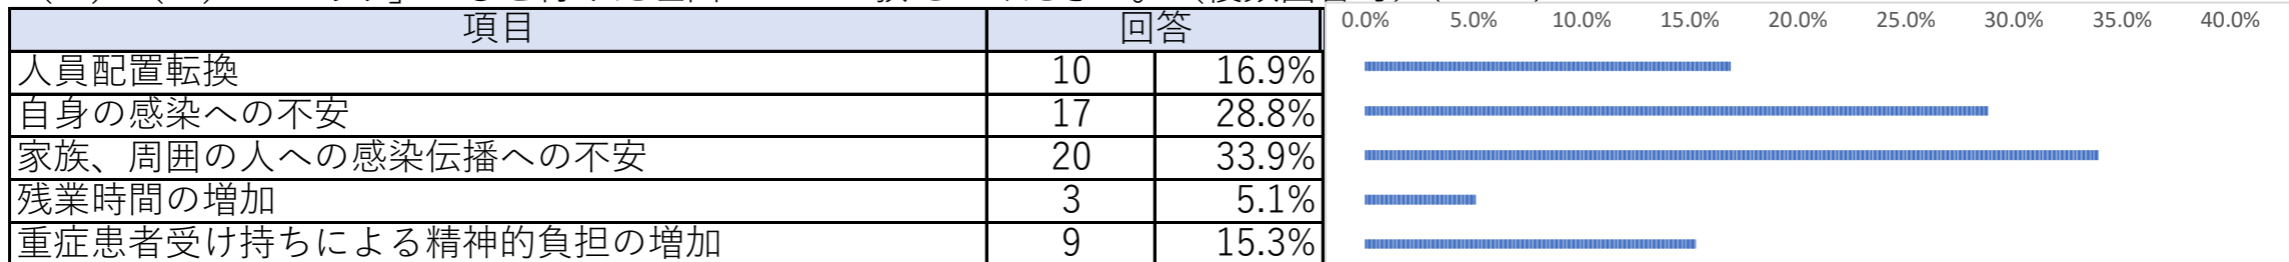 項目 回答 0.0% 5.0% 10.0% 15.0% 20.0% 25.0% 30.0% 35.0% 40.0%
人員配置転換 10 16.9%
自身の感染への不安 17 28.8%
家族、周囲の人への感染伝播への不安 20 33.9%
残業時間の増加 3 5.1%
重症患者受け持ちによる精神的負担の増加 9 15.3%